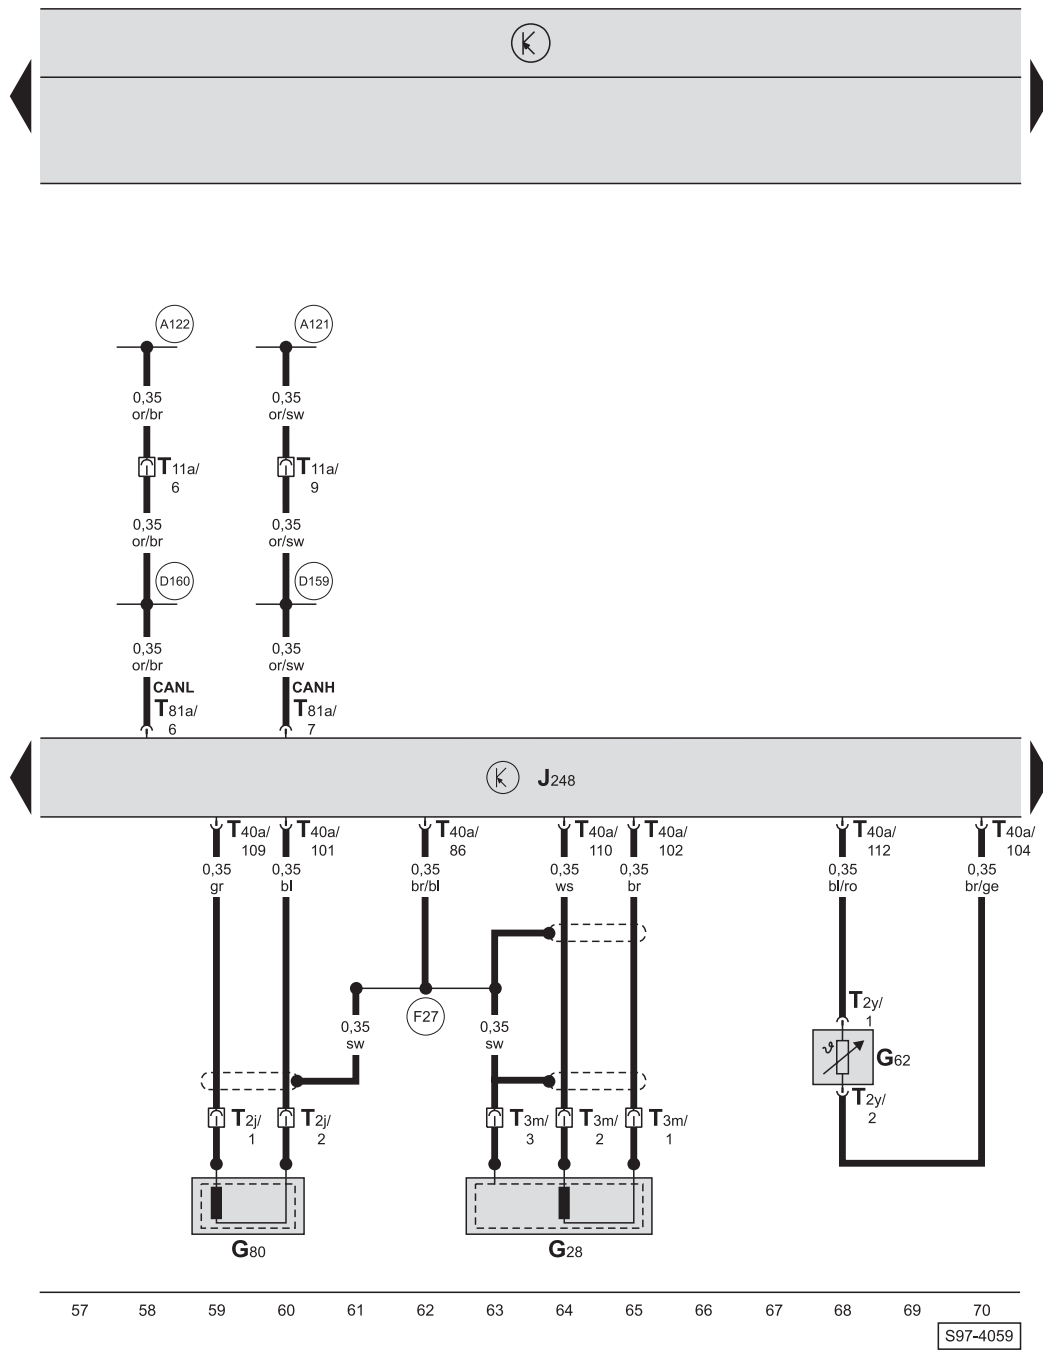 A122 A121
0,35 0,35
or/br or/sw
T11a/ T11a/
6 9
0,35 0,35
or/br or/sw
D160 D159
0,35 0,35
or/br or/sw
CANL CANH
T81a/ T81a/
6 7
J248
T40a/ T40a/ T40a/ T40a/ T40a/ T40a/ T40a/
109 101 86 110 102 112 104
0,35 0,35 0,35 0,35 0,35 0,35 0,35
gr bl br/bl ws br bl/ro br/ge
T2y/
1
F27
0,35 0,35
sw sw
G62
T2y/
2
T2j/ T2j/ T3m/ T3m/ T3m/
1 2 3 2 1
G80 G28
57 58 59 60 61 62 63 64 65 66 67 68 69 70
S97-4059